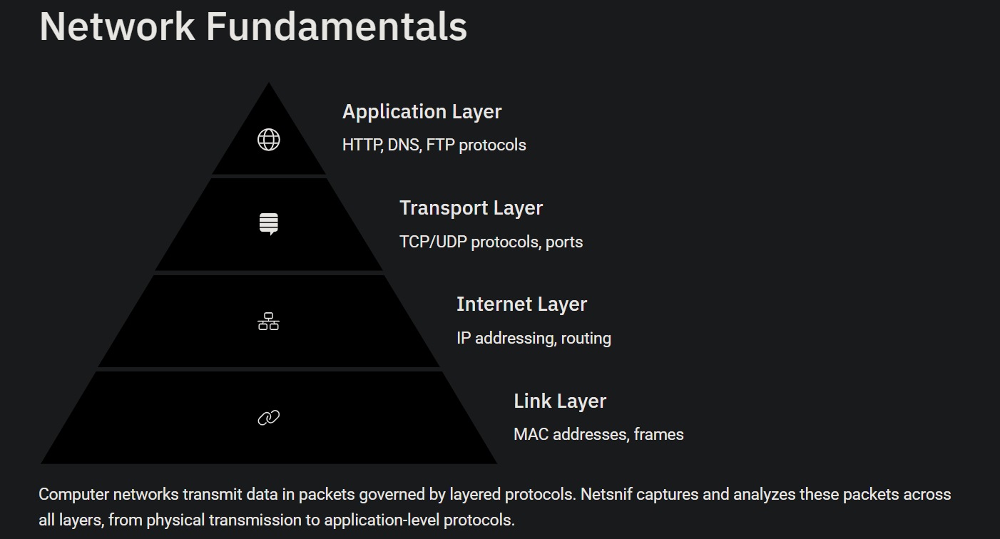 Network Fundamentals
Application Layer
HTTP, DNS, FTP protocols
Transport Layer
TCP/UDP protocols, ports
Internet Layer
IP addressing, routing
Link Layer
MAC addresses, frames
Computer networks transmit data in packets governed by layered protocols. Netsnif captures and analyzes these packets across
all layers, from physical transmission to application-level protocols.